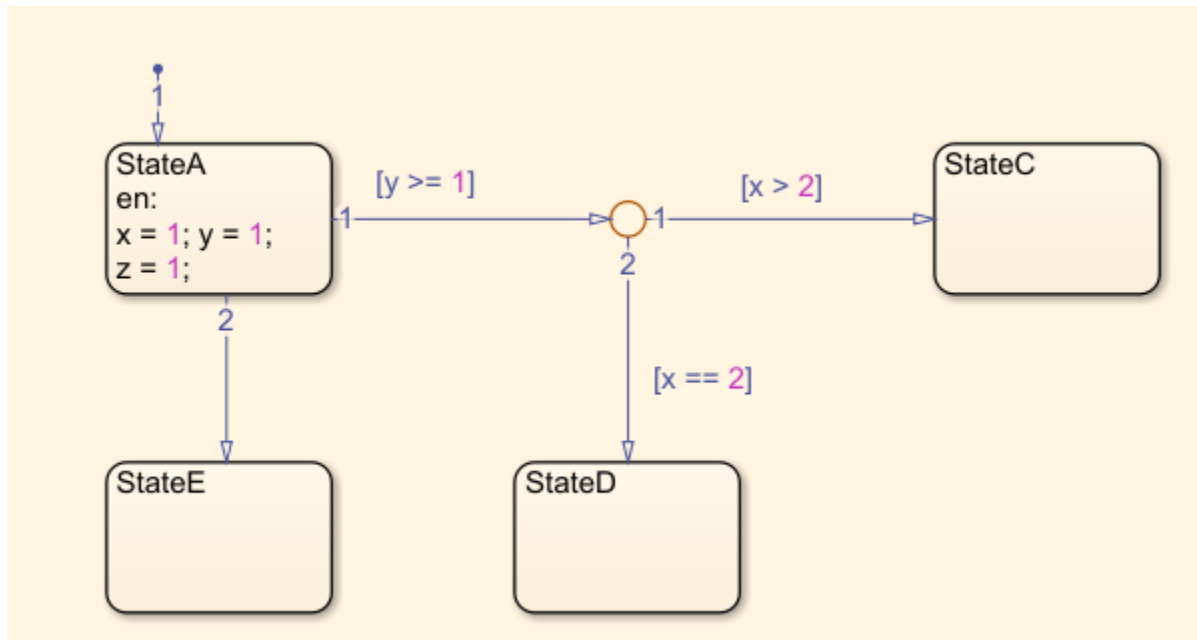 1
StateA
en:
x = 1; y = 1;
z = 1;
1
[y >= 1]
1
[x > 2]
StateC
2
2
[x == 2]
StateE
StateD